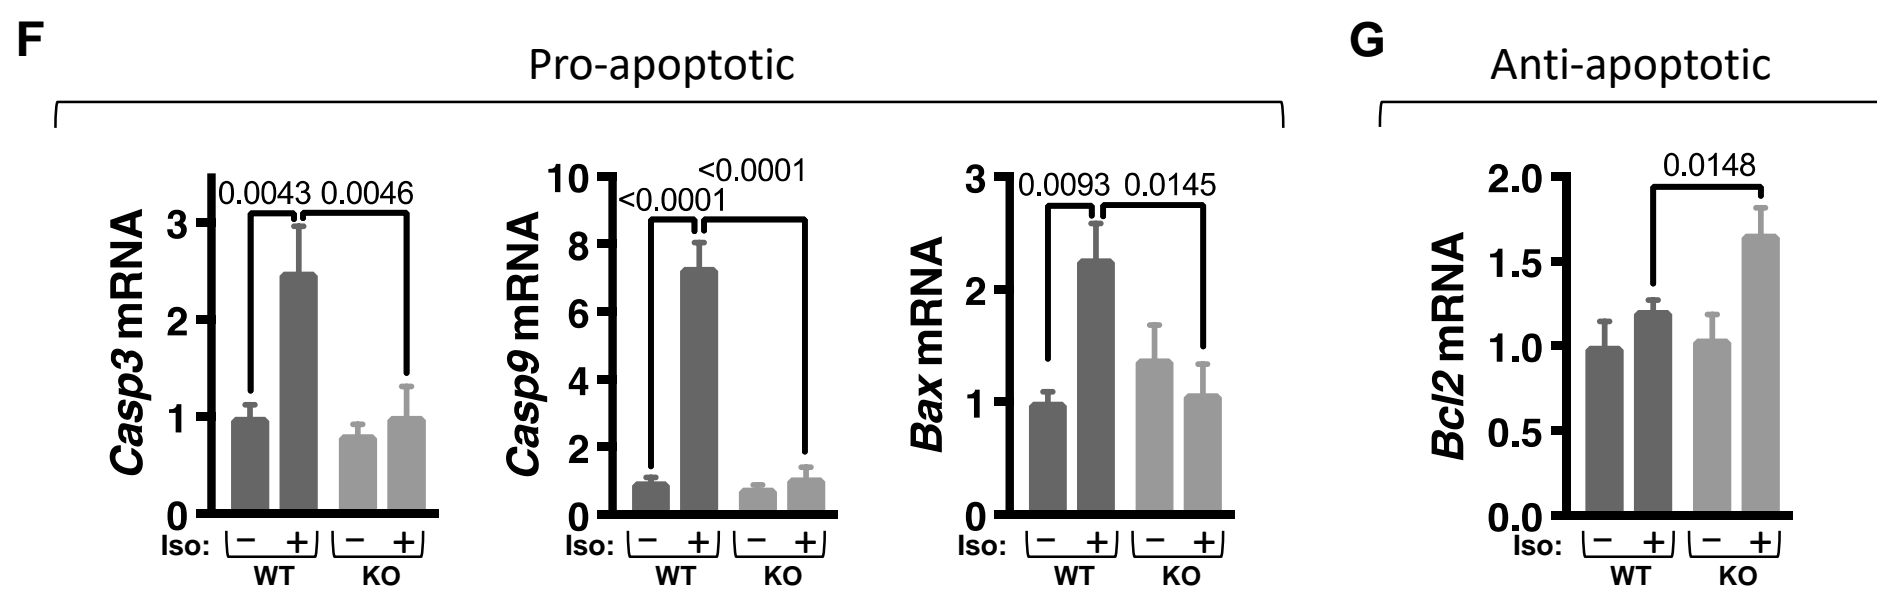 F
Pro-apoptotic
Casp3 mRNA
3
2
1
0
0.0043 0.0046
Iso: − + − +
WT KO
Casp9 mRNA
10
8
6
4
2
0
<0.0001
<0.0001
Iso: − + − +
WT KO
Bax mRNA
3
2
1
0
0.0093 0.0145
Iso: − + − +
WT KO
G
Anti-apoptotic
Bcl2 mRNA
2.0
1.5
1.0
0.5
0.0
0.0148
Iso: − + − +
WT KO